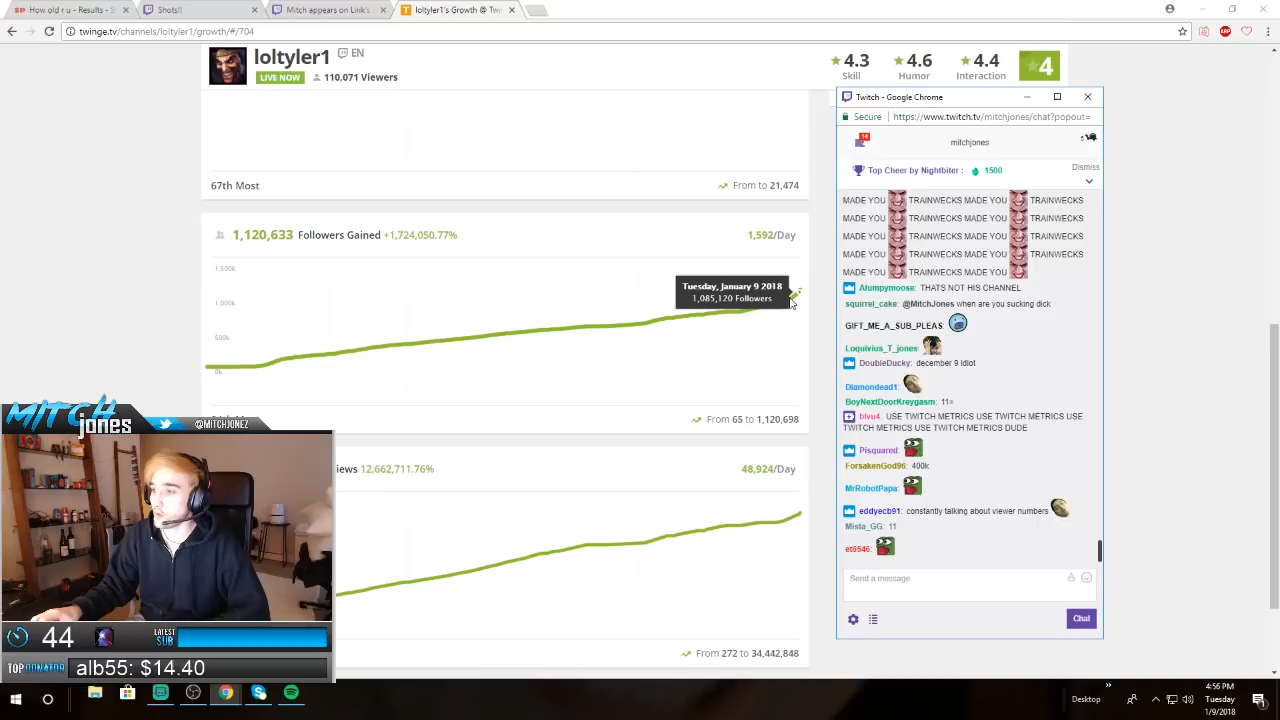 How old r u - Results - S
Shots!!
Mitch appears on Link's
loltyler1's Growth @ Tw
twinge.tv/channels/loltyler1/growth/#/704
loltyler1 EN
LIVE NOW 110.071 Viewers
4.3 4.6 4.4 4
Skill Humor Interaction
67th Most From to 21,474
1,120,633 Followers Gained +1,724,050.77% 1,592/Day
1,500k
1,000k
500k
0k
Tuesday, January 9 2018
1,085,120 Followers
From 65 to 1,120,698
iews 12,662,711.76% 48,924/Day
From 272 to 34,442,848
Twitch - Google Chrome
Secure https://www.twitch.tv/mitchjones/chat?popout=
14
mitchjones
Top Cheer by Nightbiter : 1500 Dismiss
MADE YOU TRAINWECKS MADE YOU TRAINWECKS
MADE YOU TRAINWECKS MADE YOU TRAINWECKS
MADE YOU TRAINWECKS MADE YOU TRAINWECKS
MADE YOU TRAINWECKS MADE YOU TRAINWECKS
MADE YOU TRAINWECKS MADE YOU
Alumpymoose: THATS NOT HIS CHANNEL
squirrel_cake: @MitchJones when are you sucking dick
GIFT_ME_A_SUB_PLEAS:
Loquivius_T_jones:
DoubleDucky: december 9 idiot
Diamondead1:
BoyNextDoorKreygasm: 11=
blvu4: USE TWITCH METRICS USE TWITCH METRICS USE
TWITCH METRICS USE TWITCH METRICS DUDE
Pisquared:
ForsakenGod96: 400k
MrRobotPapa:
eddyecb91: constantly talking about viewer numbers
Mista_GG: 11
et6546:
Send a message
Chat
MITCH
jones
@MITCHJONEZ
44 LATEST
SUB
TOP DONATOR alb55: $14.40
Desktop
4:56 PM
Tuesday
1/9/2018